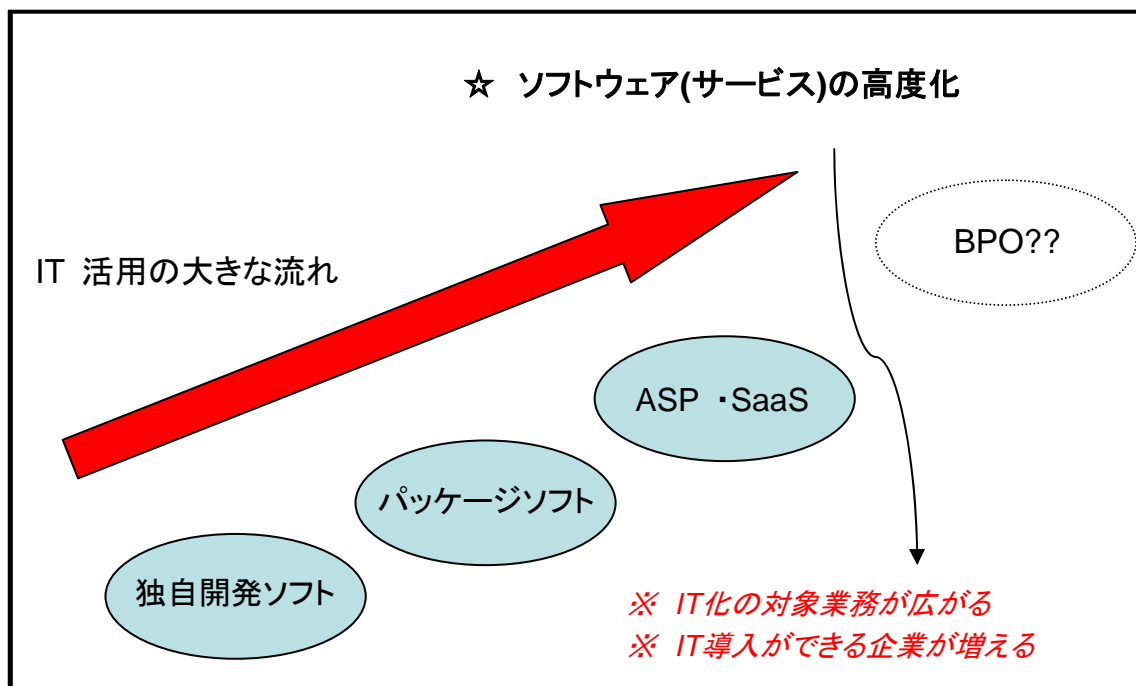 ☆ ソフトウェア(サービス)の高度化
BPO??
IT 活用の大きな流れ
ASP ・SaaS
パッケージソフト
独自開発ソフト
※ IT化の対象業務が広がる
※ IT導入ができる企業が増える